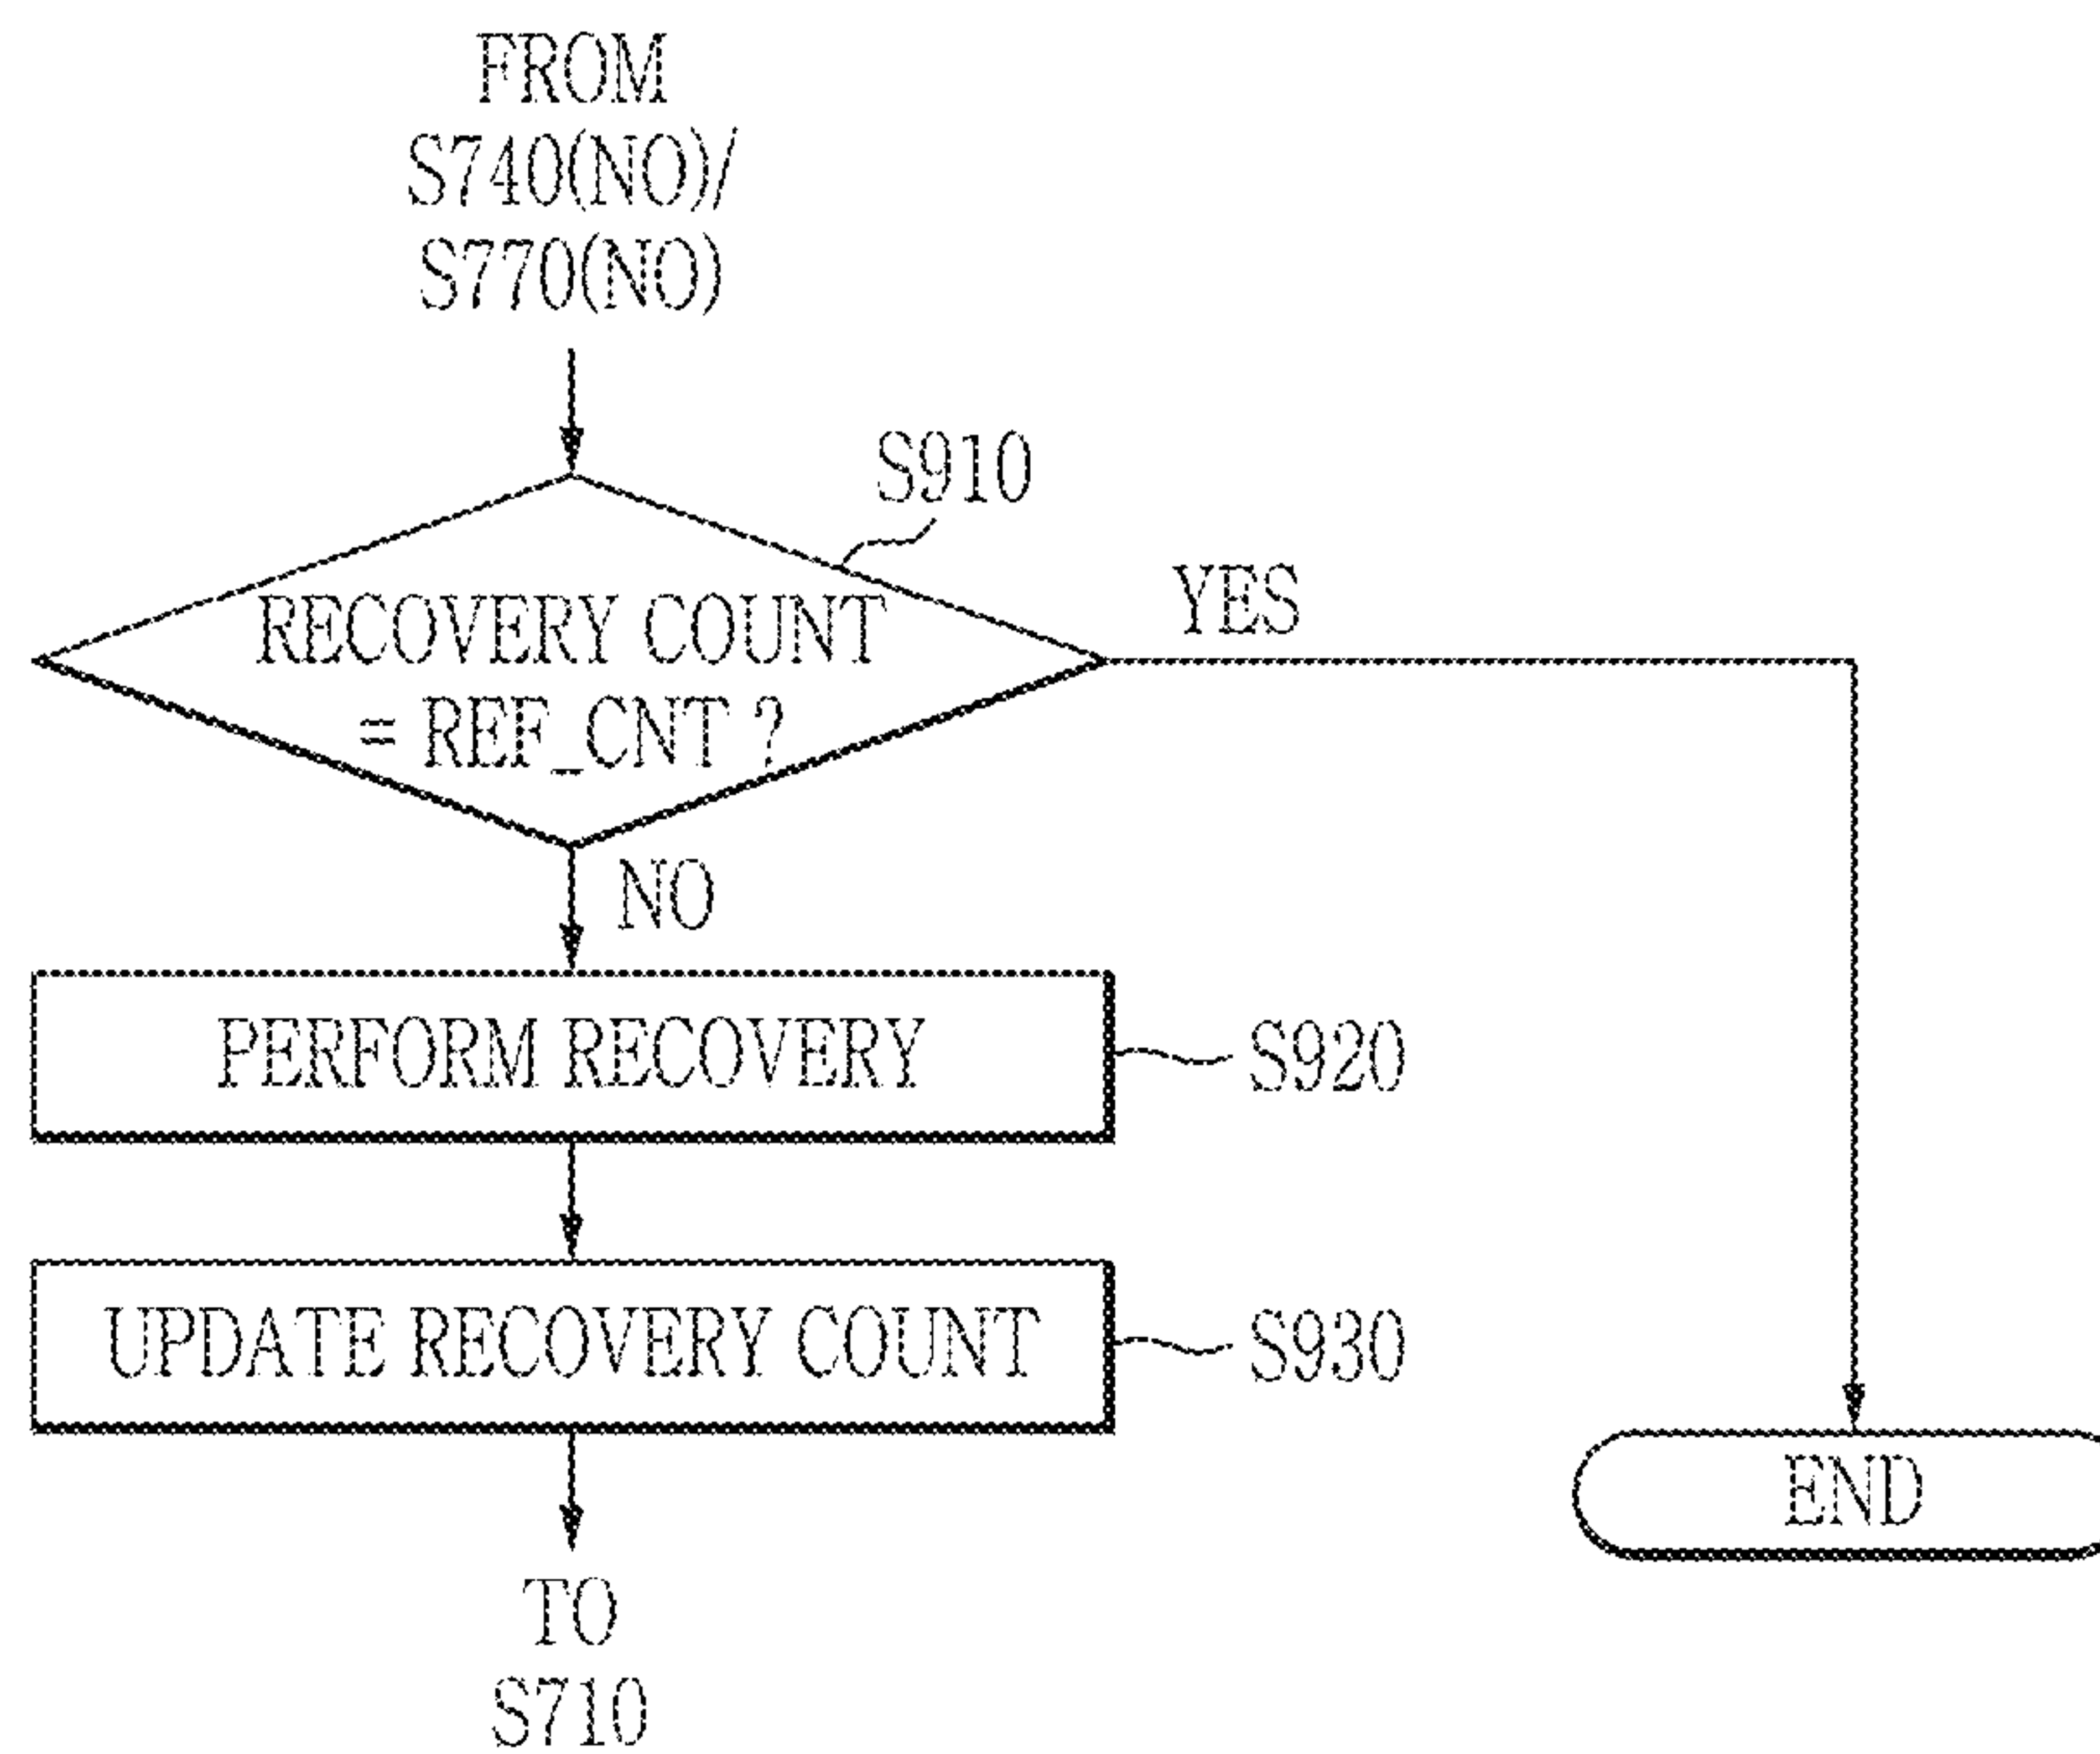 FROM
S740(NO)/
S770(NO)
S910
RECOVERY COUNT
= REF_CNT ?
YES
NO
PERFORM RECOVERY
S920
UPDATE RECOVERY COUNT
S930
END
TO
S710